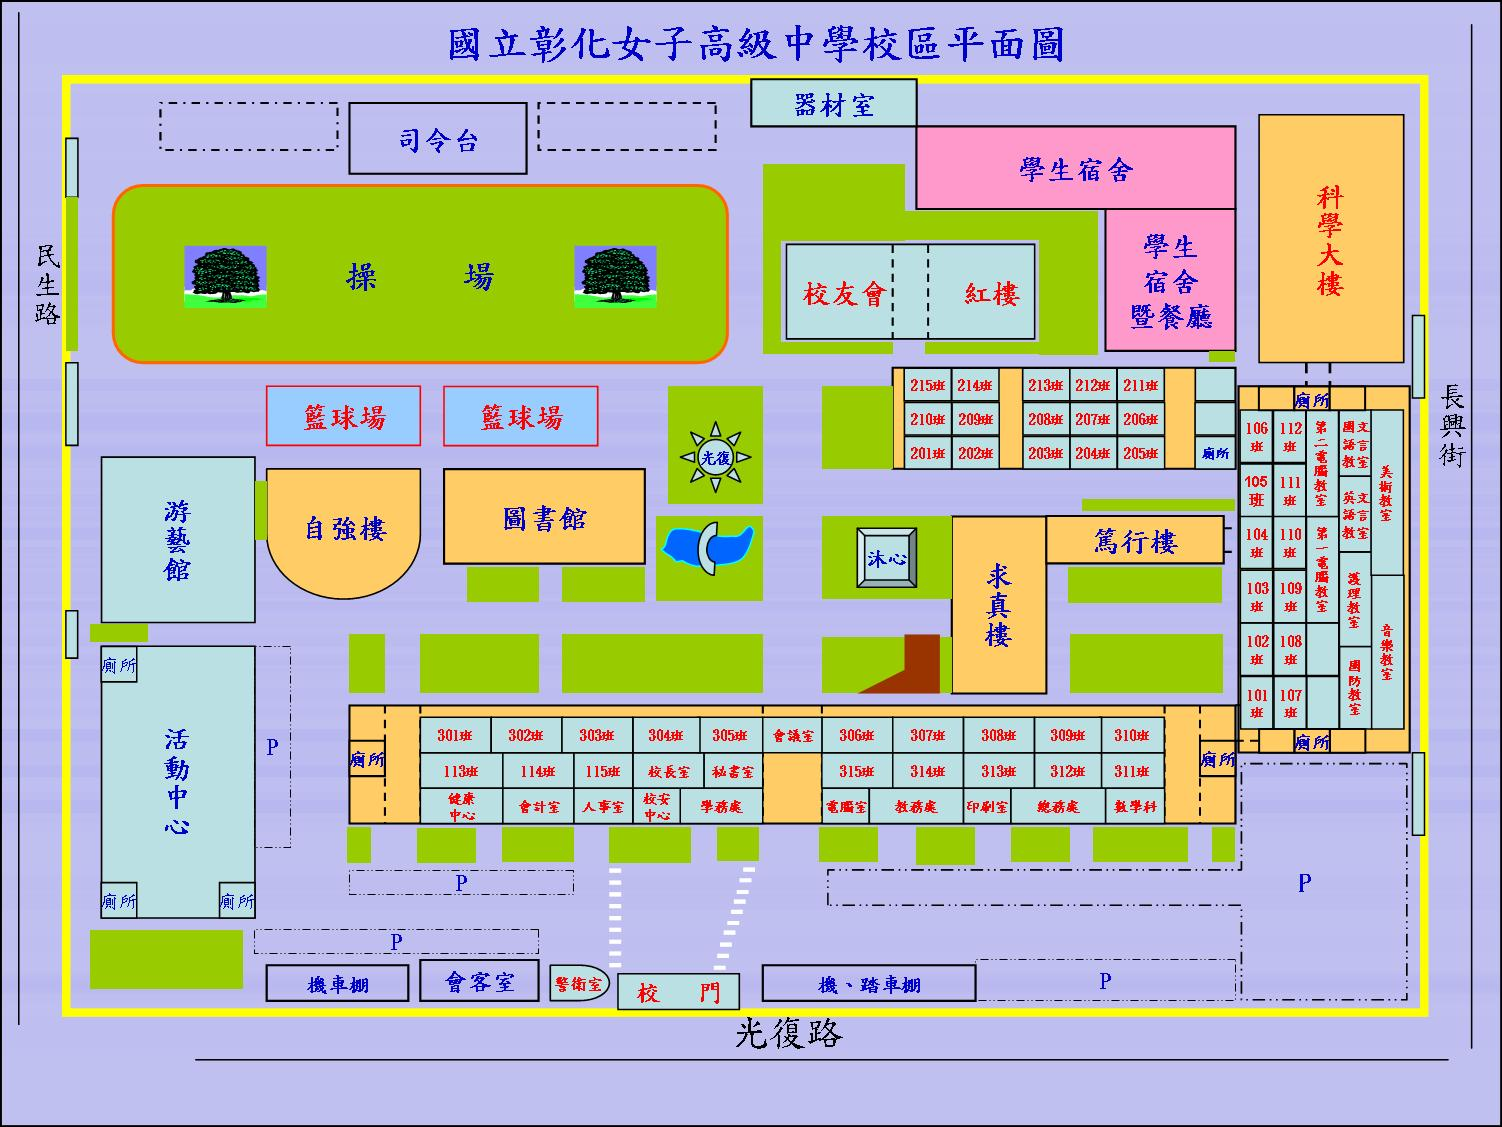 國立彰化女子高級中學校區平面圖
器材室
司令台
學生宿舍
科學大樓
民生路
操 場
校友會
紅樓
學生
宿舍
暨餐廳
長興街
籃球場
籃球場
光復
215班
214班
213班
212班
211班
210班
209班
208班
207班
206班
201班
202班
203班
204班
205班
廁所
廁所
106班
112班
第二電腦教室
國語文教室
言
美術教室
105班
111班
英語文教室
言
104班
110班
第一電腦教室
103班
109班
護理教室
102班
108班
音樂教室
101班
107班
國防教室
廁所
游藝館
自強樓
圖書館
沐心
求真樓
篤行樓
廁所
活動中心
P
廁所
廁所
廁所
301班
302班
303班
304班
305班
會議室
306班
307班
308班
309班
310班
廁所
113班
114班
115班
校長室
秘書室
315班
314班
313班
312班
311班
健康中心
會計室
人事室
校安中心
學務處
電腦室
教務處
印刷室
總務處
數學科
P
P
P
P
機車棚
會客室
警衛室
校 門
機、踏車棚
光復路